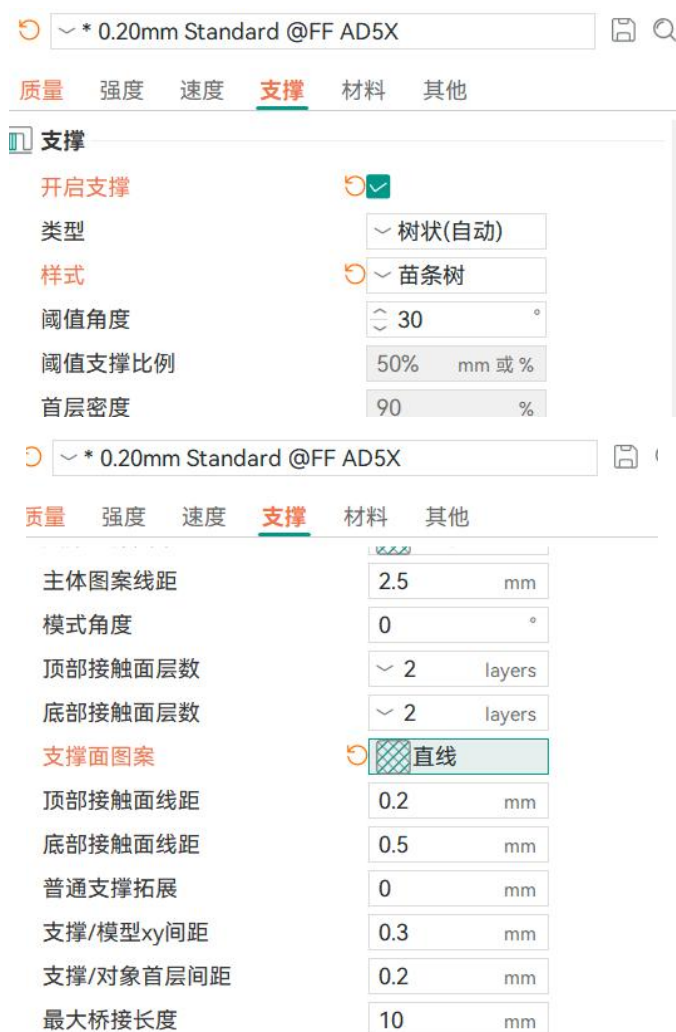 * 0.20mm Standard @FF AD5X
质量 强度 速度 支撑 材料 其他
支撑
开启支撑
类型 树状(自动)
样式 苗条树
阈值角度 30 °
阈值支撑比例 50% mm 或 %
首层密度 90 %
* 0.20mm Standard @FF AD5X
质量 强度 速度 支撑 材料 其他
主体图案线距 2.5 mm
模式角度 0 °
顶部接触面层数 2 layers
底部接触面层数 2 layers
支撑面图案 直线
顶部接触面线距 0.2 mm
底部接触面线距 0.5 mm
普通支撑拓展 0 mm
支撑/模型xy间距 0.3 mm
支撑/对象首层间距 0.2 mm
最大桥接长度 10 mm